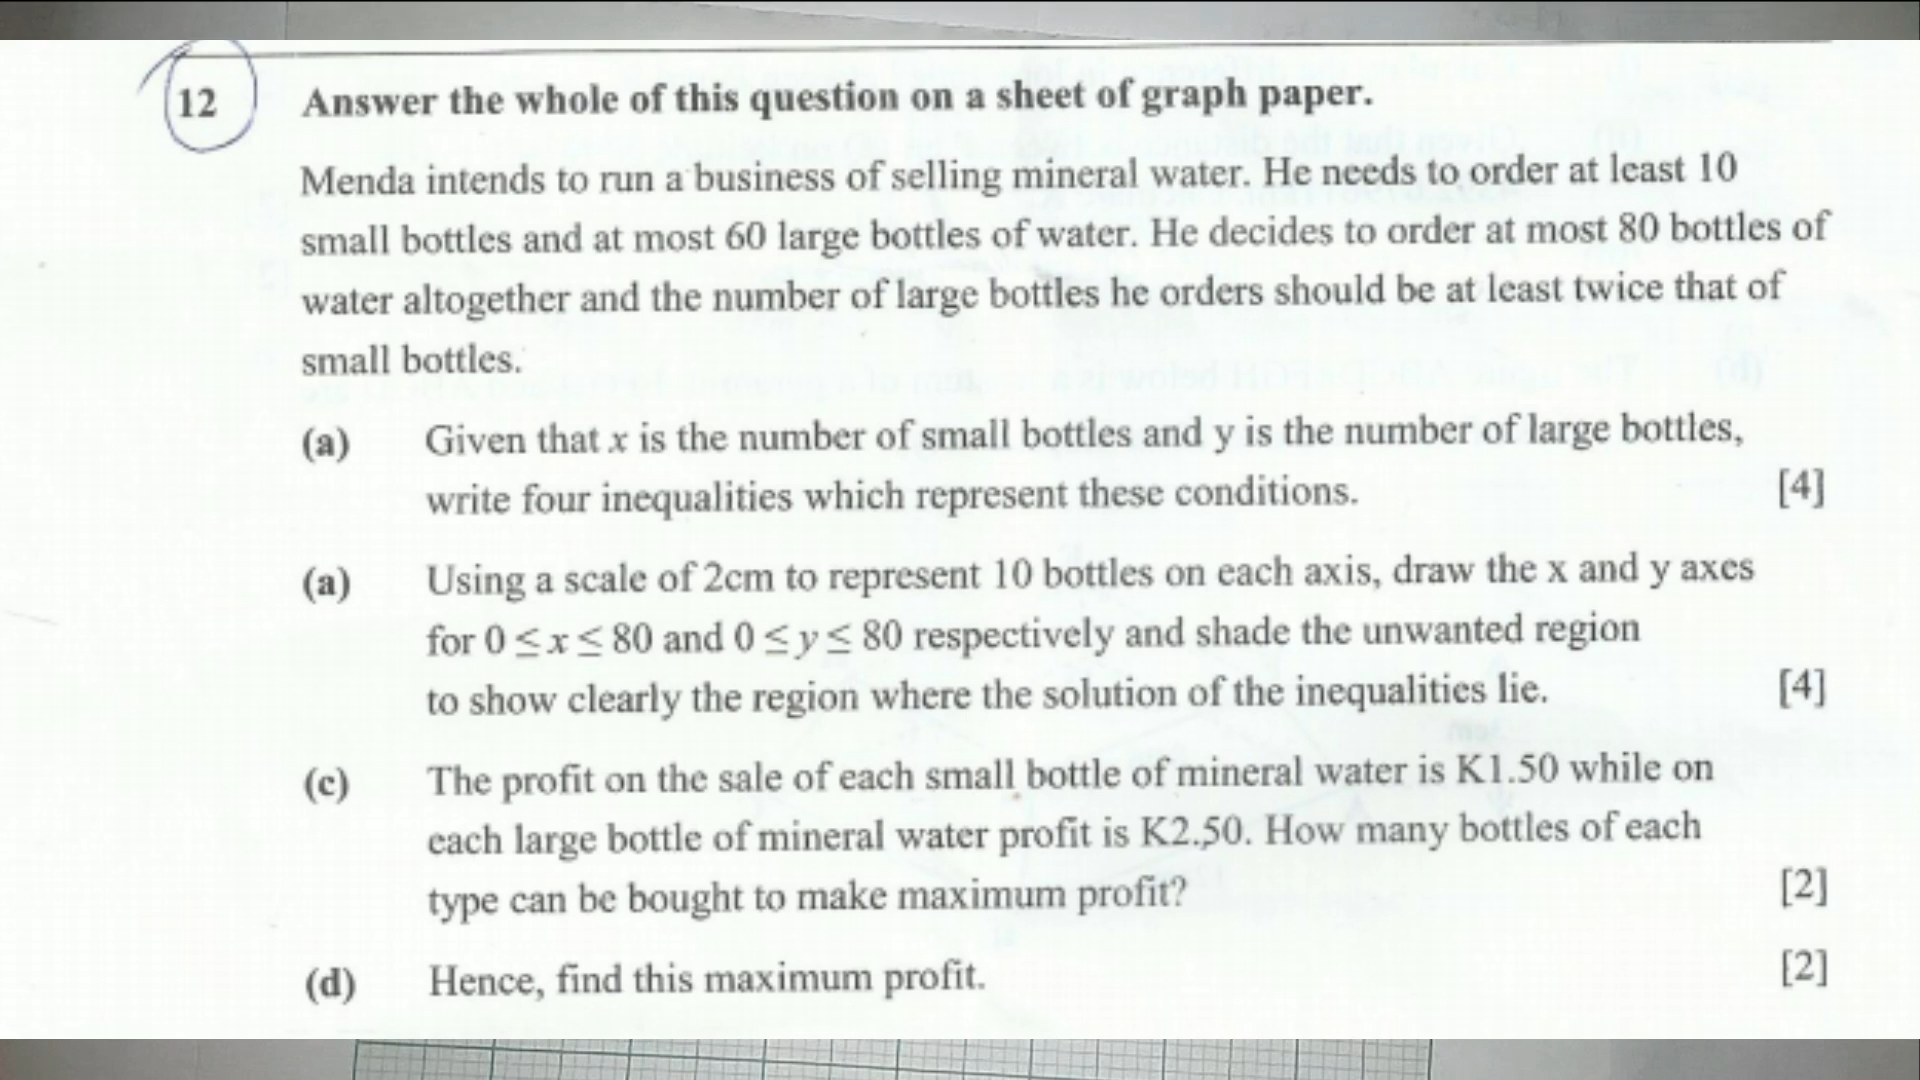 12 Answer the whole of this question on a sheet of graph paper.
Menda intends to run a business of selling mineral water. He needs to order at least 10
small bottles and at most 60 large bottles of water. He decides to order at most 80 bottles of
water altogether and the number of large bottles he orders should be at least twice that of
small bottles.
(a) Given that x is the number of small bottles and y is the number of large bottles,
write four inequalities which represent these conditions. [4]
(a) Using a scale of 2cm to represent 10 bottles on each axis, draw the x and y axes
for 0 ≤ x ≤ 80 and 0 ≤ y ≤ 80 respectively and shade the unwanted region
to show clearly the region where the solution of the inequalities lie. [4]
(c) The profit on the sale of each small bottle of mineral water is K1.50 while on
each large bottle of mineral water profit is K2.50. How many bottles of each
type can be bought to make maximum profit? [2]
(d) Hence, find this maximum profit. [2]